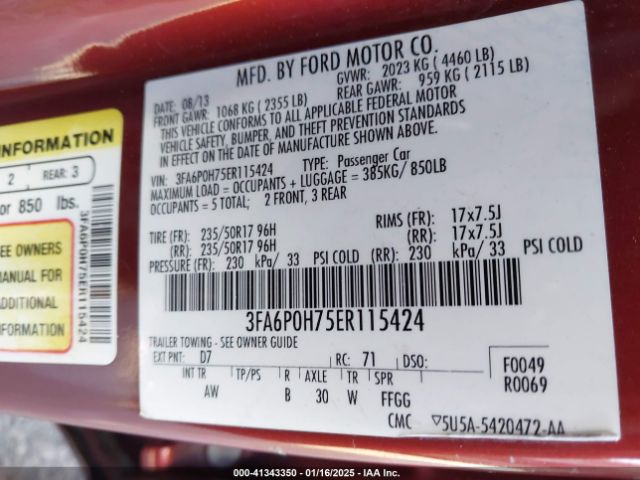 MFD. BY FORD MOTOR CO.
DATE: 08/13
GVWR: 2023 KG ( 4460 LB)
FRONT GAWR: 1068 KG ( 2355 LB)
REAR GAWR: 959 KG ( 2115 LB)
THIS VEHICLE CONFORMS TO ALL APPLICABLE FEDERAL MOTOR
VEHICLE SAFETY, BUMPER, AND THEFT PREVENTION STANDARDS
IN EFFECT ON THE DATE OF MANUFACTURE SHOWN ABOVE.
VIN: 3FA6P0H75ER115424 TYPE: Passenger Car
MAXIMUM LOAD = OCCUPANTS + LUGGAGE = 385KG/ 850LB
OCCUPANTS = 5 TOTAL; 2 FRONT, 3 REAR
TIRE (FR): 235/50R17 96H RIMS (FR): 17x7.5J
(RR): 235/50R17 96H (RR): 17x7.5J
PRESSURE (FR): 230 kPa/ 33 PSI COLD (RR): 230 kPa/ 33 PSI COLD
3FA6P0H75ER115424
TRAILER TOWING - SEE OWNER GUIDE
EXT PNT: D7 RC: 71 DSO: F0049
R0069
INT TR TP/PS R AXLE TR SPR
AW B 30 W FFGG
CMC ▽5U5A-5420472-AA
INFORMATION
2 REAR: 3
or 850 lbs.
SEE OWNERS
MANUAL FOR
ADDITIONAL
INFORMATION
3FA6P0H75ER115424
000-41343350 · 01/16/2025 · IAA Inc.